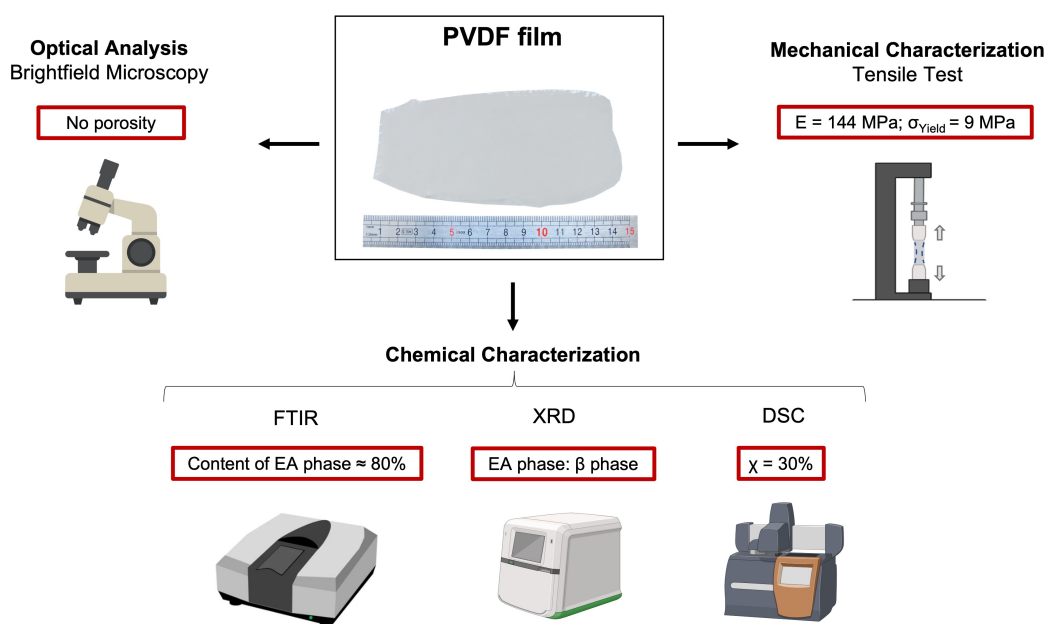 PVDF film
Optical Analysis
Brightfield Microscopy
No porosity
Mechanical Characterization
Tensile Test
E = 144 MPa; σYield = 9 MPa
1 2 3 4 5 6 7 8 9 10 11 12 13 14 15
Chemical Characterization
FTIR
XRD
DSC
Content of EA phase ≈ 80%
EA phase: β phase
χ = 30%